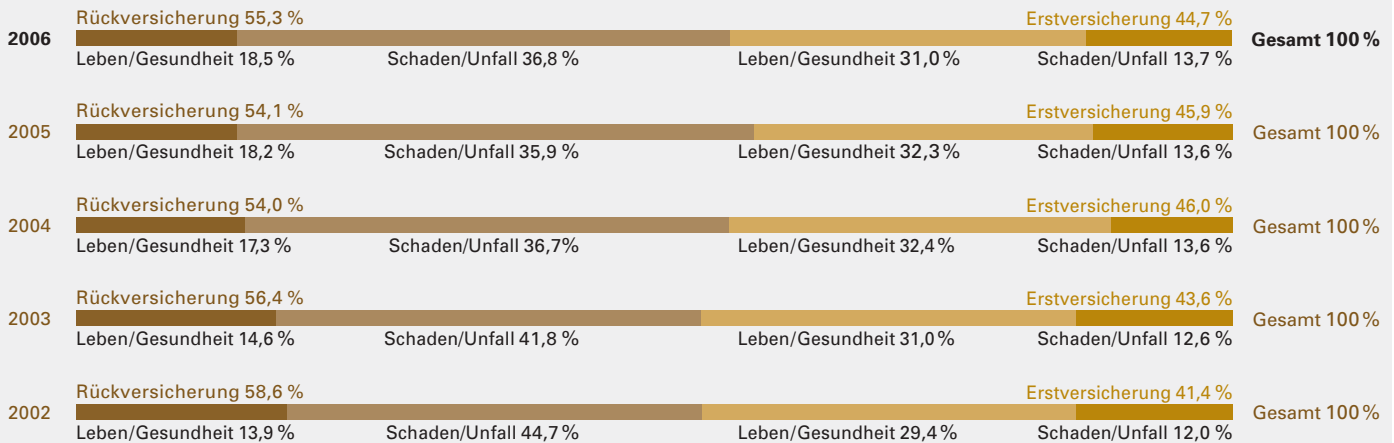 Rückversicherung 55,3 % Erstversicherung 44,7 %
2006 Gesamt 100 %
Leben/Gesundheit 18,5 % Schaden/Unfall 36,8 % Leben/Gesundheit 31,0 % Schaden/Unfall 13,7 %
Rückversicherung 54,1 % Erstversicherung 45,9 %
2005 Gesamt 100 %
Leben/Gesundheit 18,2 % Schaden/Unfall 35,9 % Leben/Gesundheit 32,3 % Schaden/Unfall 13,6 %
Rückversicherung 54,0 % Erstversicherung 46,0 %
2004 Gesamt 100 %
Leben/Gesundheit 17,3 % Schaden/Unfall 36,7% Leben/Gesundheit 32,4 % Schaden/Unfall 13,6 %
Rückversicherung 56,4 % Erstversicherung 43,6 %
2003 Gesamt 100 %
Leben/Gesundheit 14,6 % Schaden/Unfall 41,8 % Leben/Gesundheit 31,0 % Schaden/Unfall 12,6 %
Rückversicherung 58,6 % Erstversicherung 41,4 %
2002 Gesamt 100 %
Leben/Gesundheit 13,9 % Schaden/Unfall 44,7 % Leben/Gesundheit 29,4 % Schaden/Unfall 12,0 %